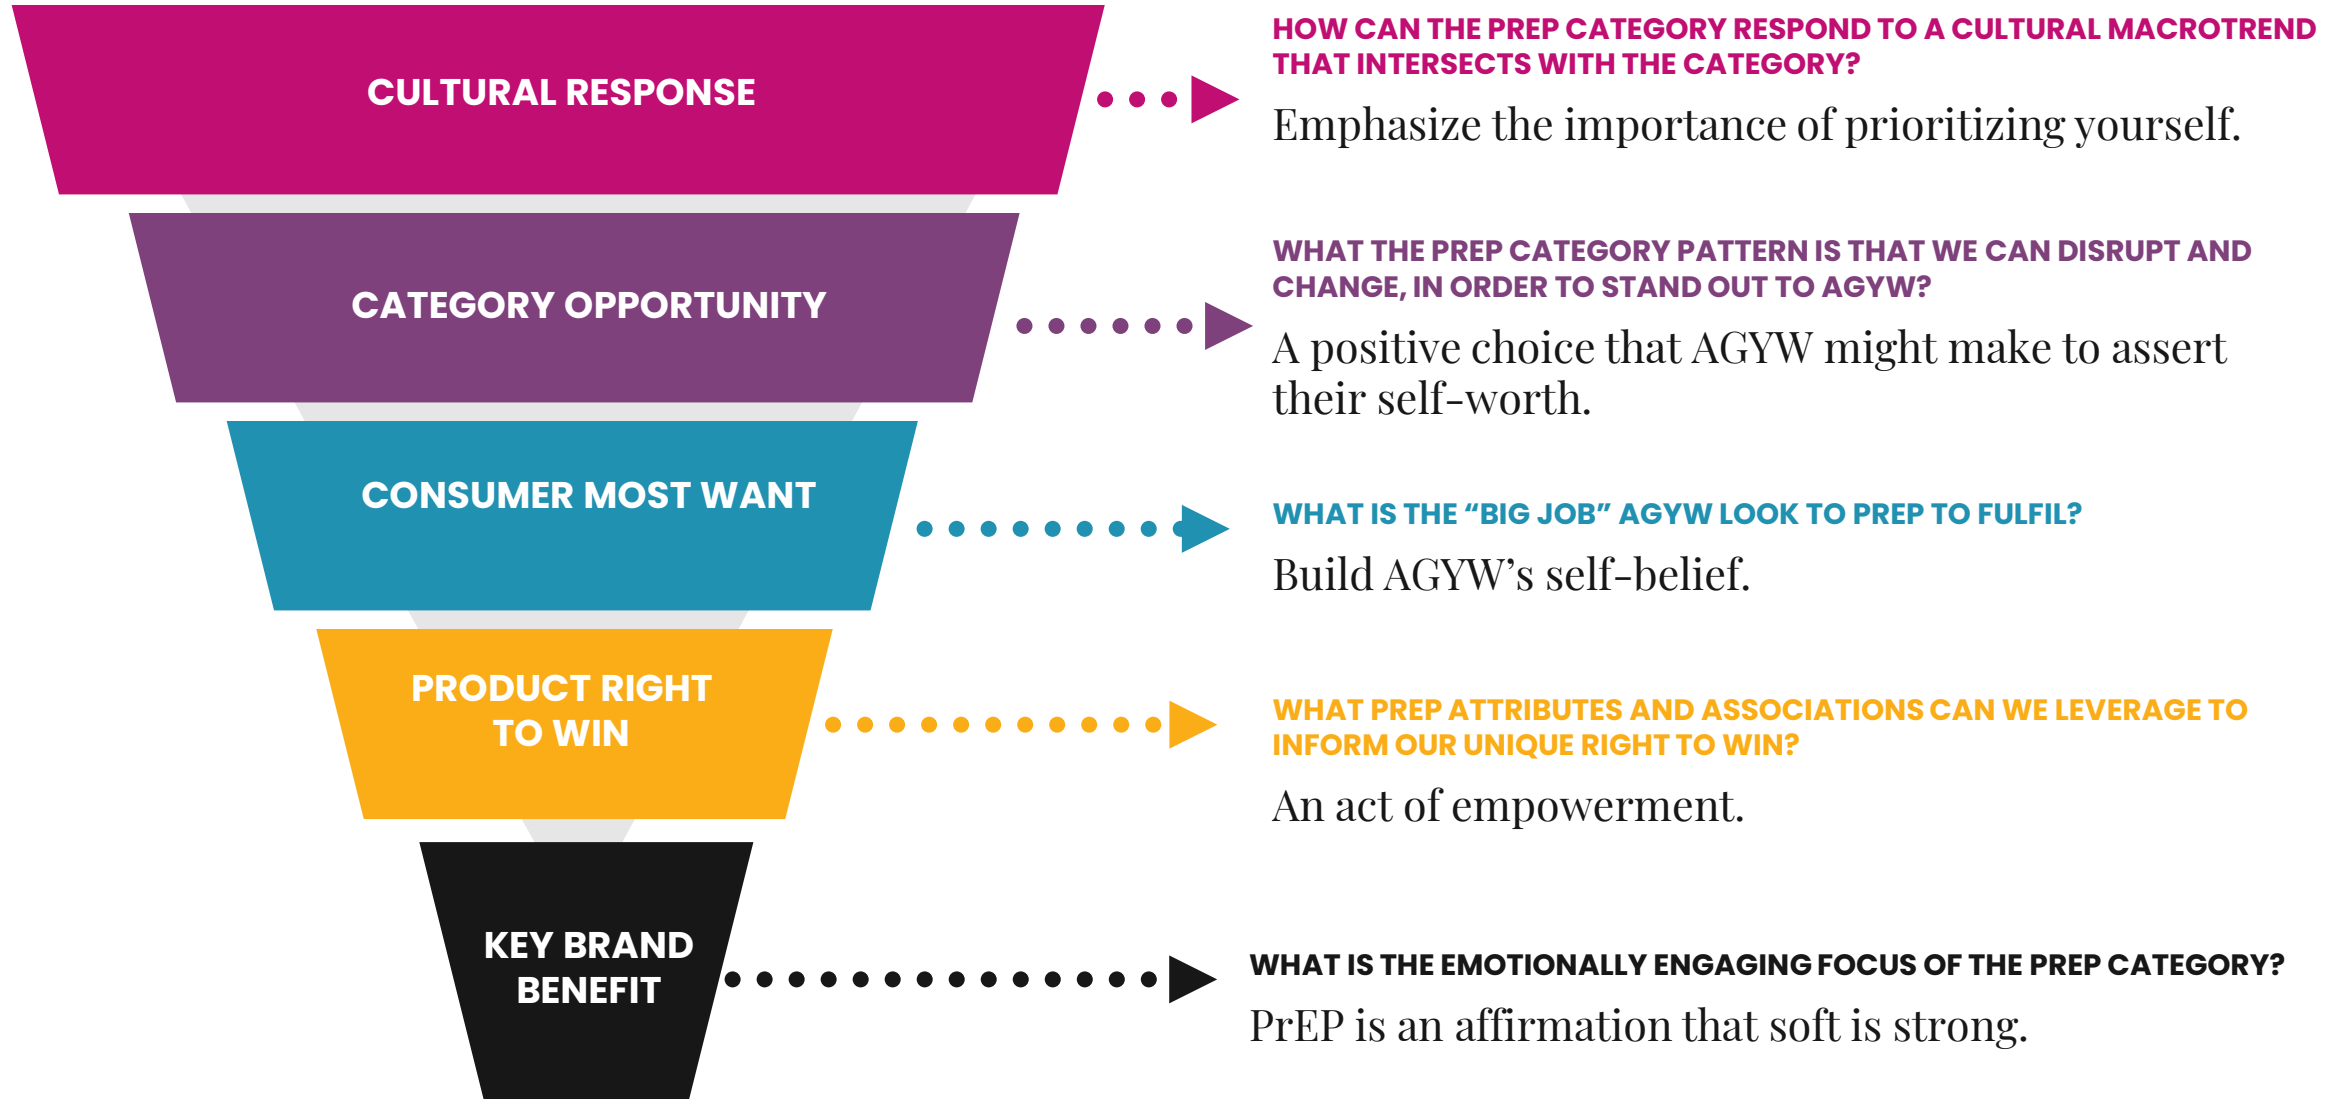 CULTURAL RESPONSE
HOW CAN THE PREP CATEGORY RESPOND TO A CULTURAL MACROTREND
THAT INTERSECTS WITH THE CATEGORY?
Emphasize the importance of prioritizing yourself.
CATEGORY OPPORTUNITY
WHAT THE PREP CATEGORY PATTERN IS THAT WE CAN DISRUPT AND
CHANGE, IN ORDER TO STAND OUT TO AGYW?
A positive choice that AGYW might make to assert
their self-worth.
CONSUMER MOST WANT
WHAT IS THE “BIG JOB” AGYW LOOK TO PREP TO FULFIL?
Build AGYW’s self-belief.
PRODUCT RIGHT
TO WIN
WHAT PREP ATTRIBUTES AND ASSOCIATIONS CAN WE LEVERAGE TO
INFORM OUR UNIQUE RIGHT TO WIN?
An act of empowerment.
KEY BRAND
BENEFIT
WHAT IS THE EMOTIONALLY ENGAGING FOCUS OF THE PREP CATEGORY?
PrEP is an affirmation that soft is strong.